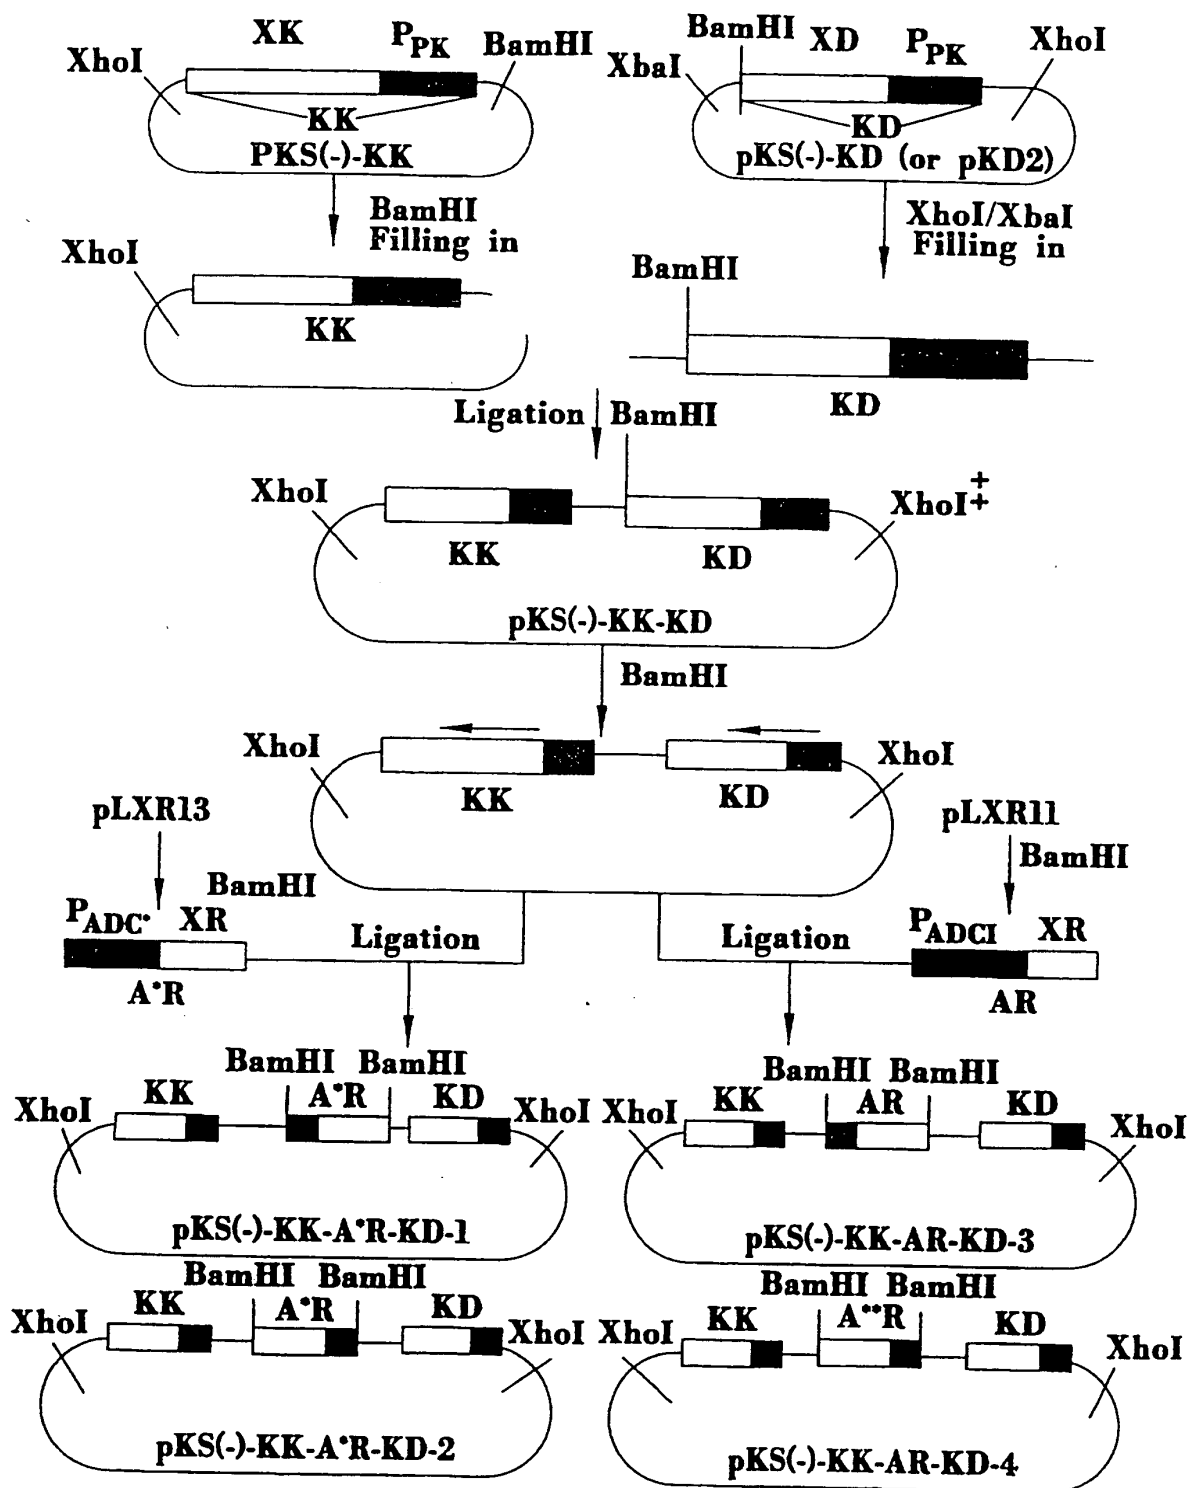 XK P_PK BamHI
XhoI
KK
PKS(-)-KK
BamHI XD P_PK XhoI
XbaI
KD
pKS(-)-KD (or pKD2)
BamHI
Filling in
XhoI/XbaI
Filling in
XhoI
KK
BamHI
KD
Ligation BamHI
XhoI XhoI‡
KK KD
pKS(-)-KK-KD
BamHI
XhoI XhoI
KK KD
pLXR13
BamHI
P_ADC* XR
A*R
Ligation
pLXR11
BamHI
P_ADCI XR
AR
Ligation
BamHI BamHI
KK A*R KD
XhoI XhoI
pKS(-)-KK-A*R-KD-1
BamHI BamHI
KK AR KD
XhoI XhoI
pKS(-)-KK-AR-KD-3
BamHI BamHI
KK A*R KD
XhoI XhoI
pKS(-)-KK-A*R-KD-2
BamHI BamHI
KK A**R KD
XhoI XhoI
pKS(-)-KK-AR-KD-4